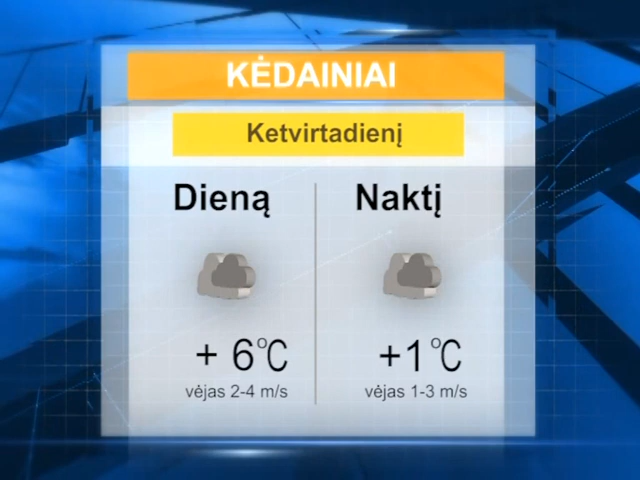 KĖDAINIAI
Ketvirtadienį
Dieną
Naktį
+ 6°C
+1°C
vėjas 2-4 m/s
vėjas 1-3 m/s